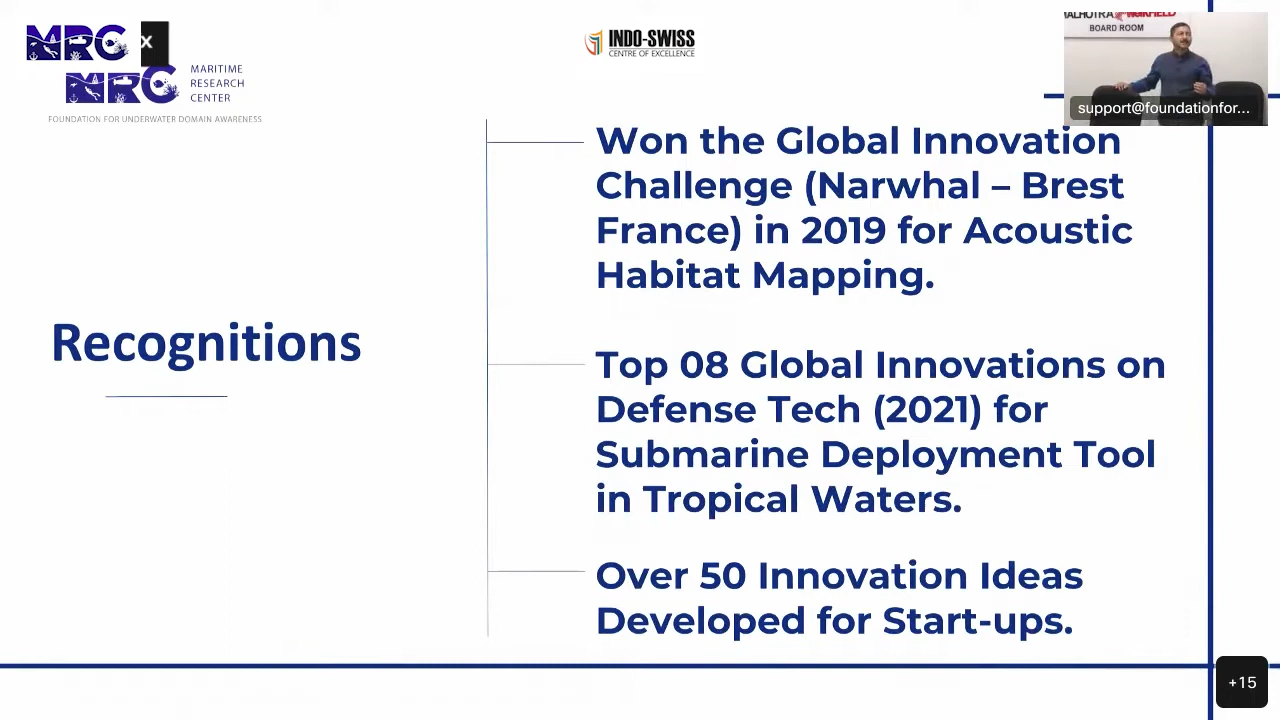 MRC
x
MRC
MARITIME
RESEARCH
CENTER
FOUNDATION FOR UNDERWATER DOMAIN AWARENESS
INDO-SWISS
CENTRE OF EXCELLENCE
BOARD ROOM
support@foundationfor...
Recognitions
Won the Global Innovation
Challenge (Narwhal – Brest
France) in 2019 for Acoustic
Habitat Mapping.
Top 08 Global Innovations on
Defense Tech (2021) for
Submarine Deployment Tool
in Tropical Waters.
Over 50 Innovation Ideas
Developed for Start-ups.
+15